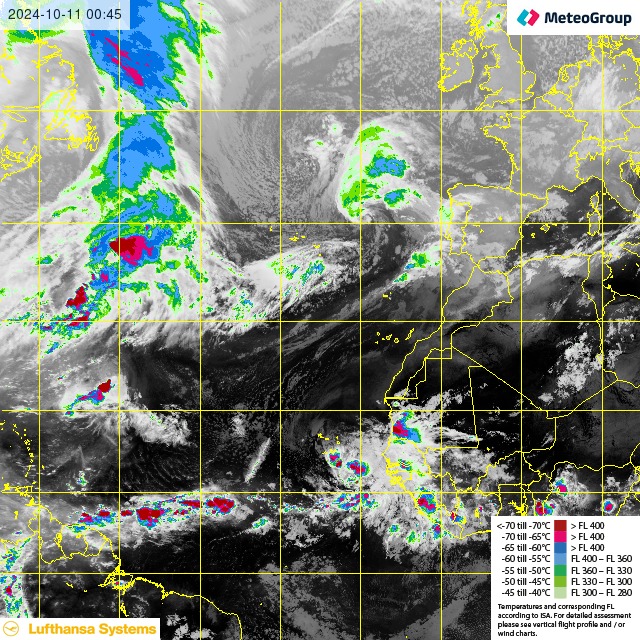 2024-10-11 00:45
MeteoGroup
<-70 till -70°C > FL 400
-70 till -65°C > FL 400
-65 till -60°C > FL 400
-60 till -55°C FL 400 – FL 360
-55 till -50°C FL 360 – FL 330
-50 till -45°C FL 330 – FL 300
-45 till -40°C FL 300 – FL 280
Temperatures and corresponding FL
according to ISA. For detailed assessment
please see vertical flight profile and / or
wind charts.
Lufthansa Systems